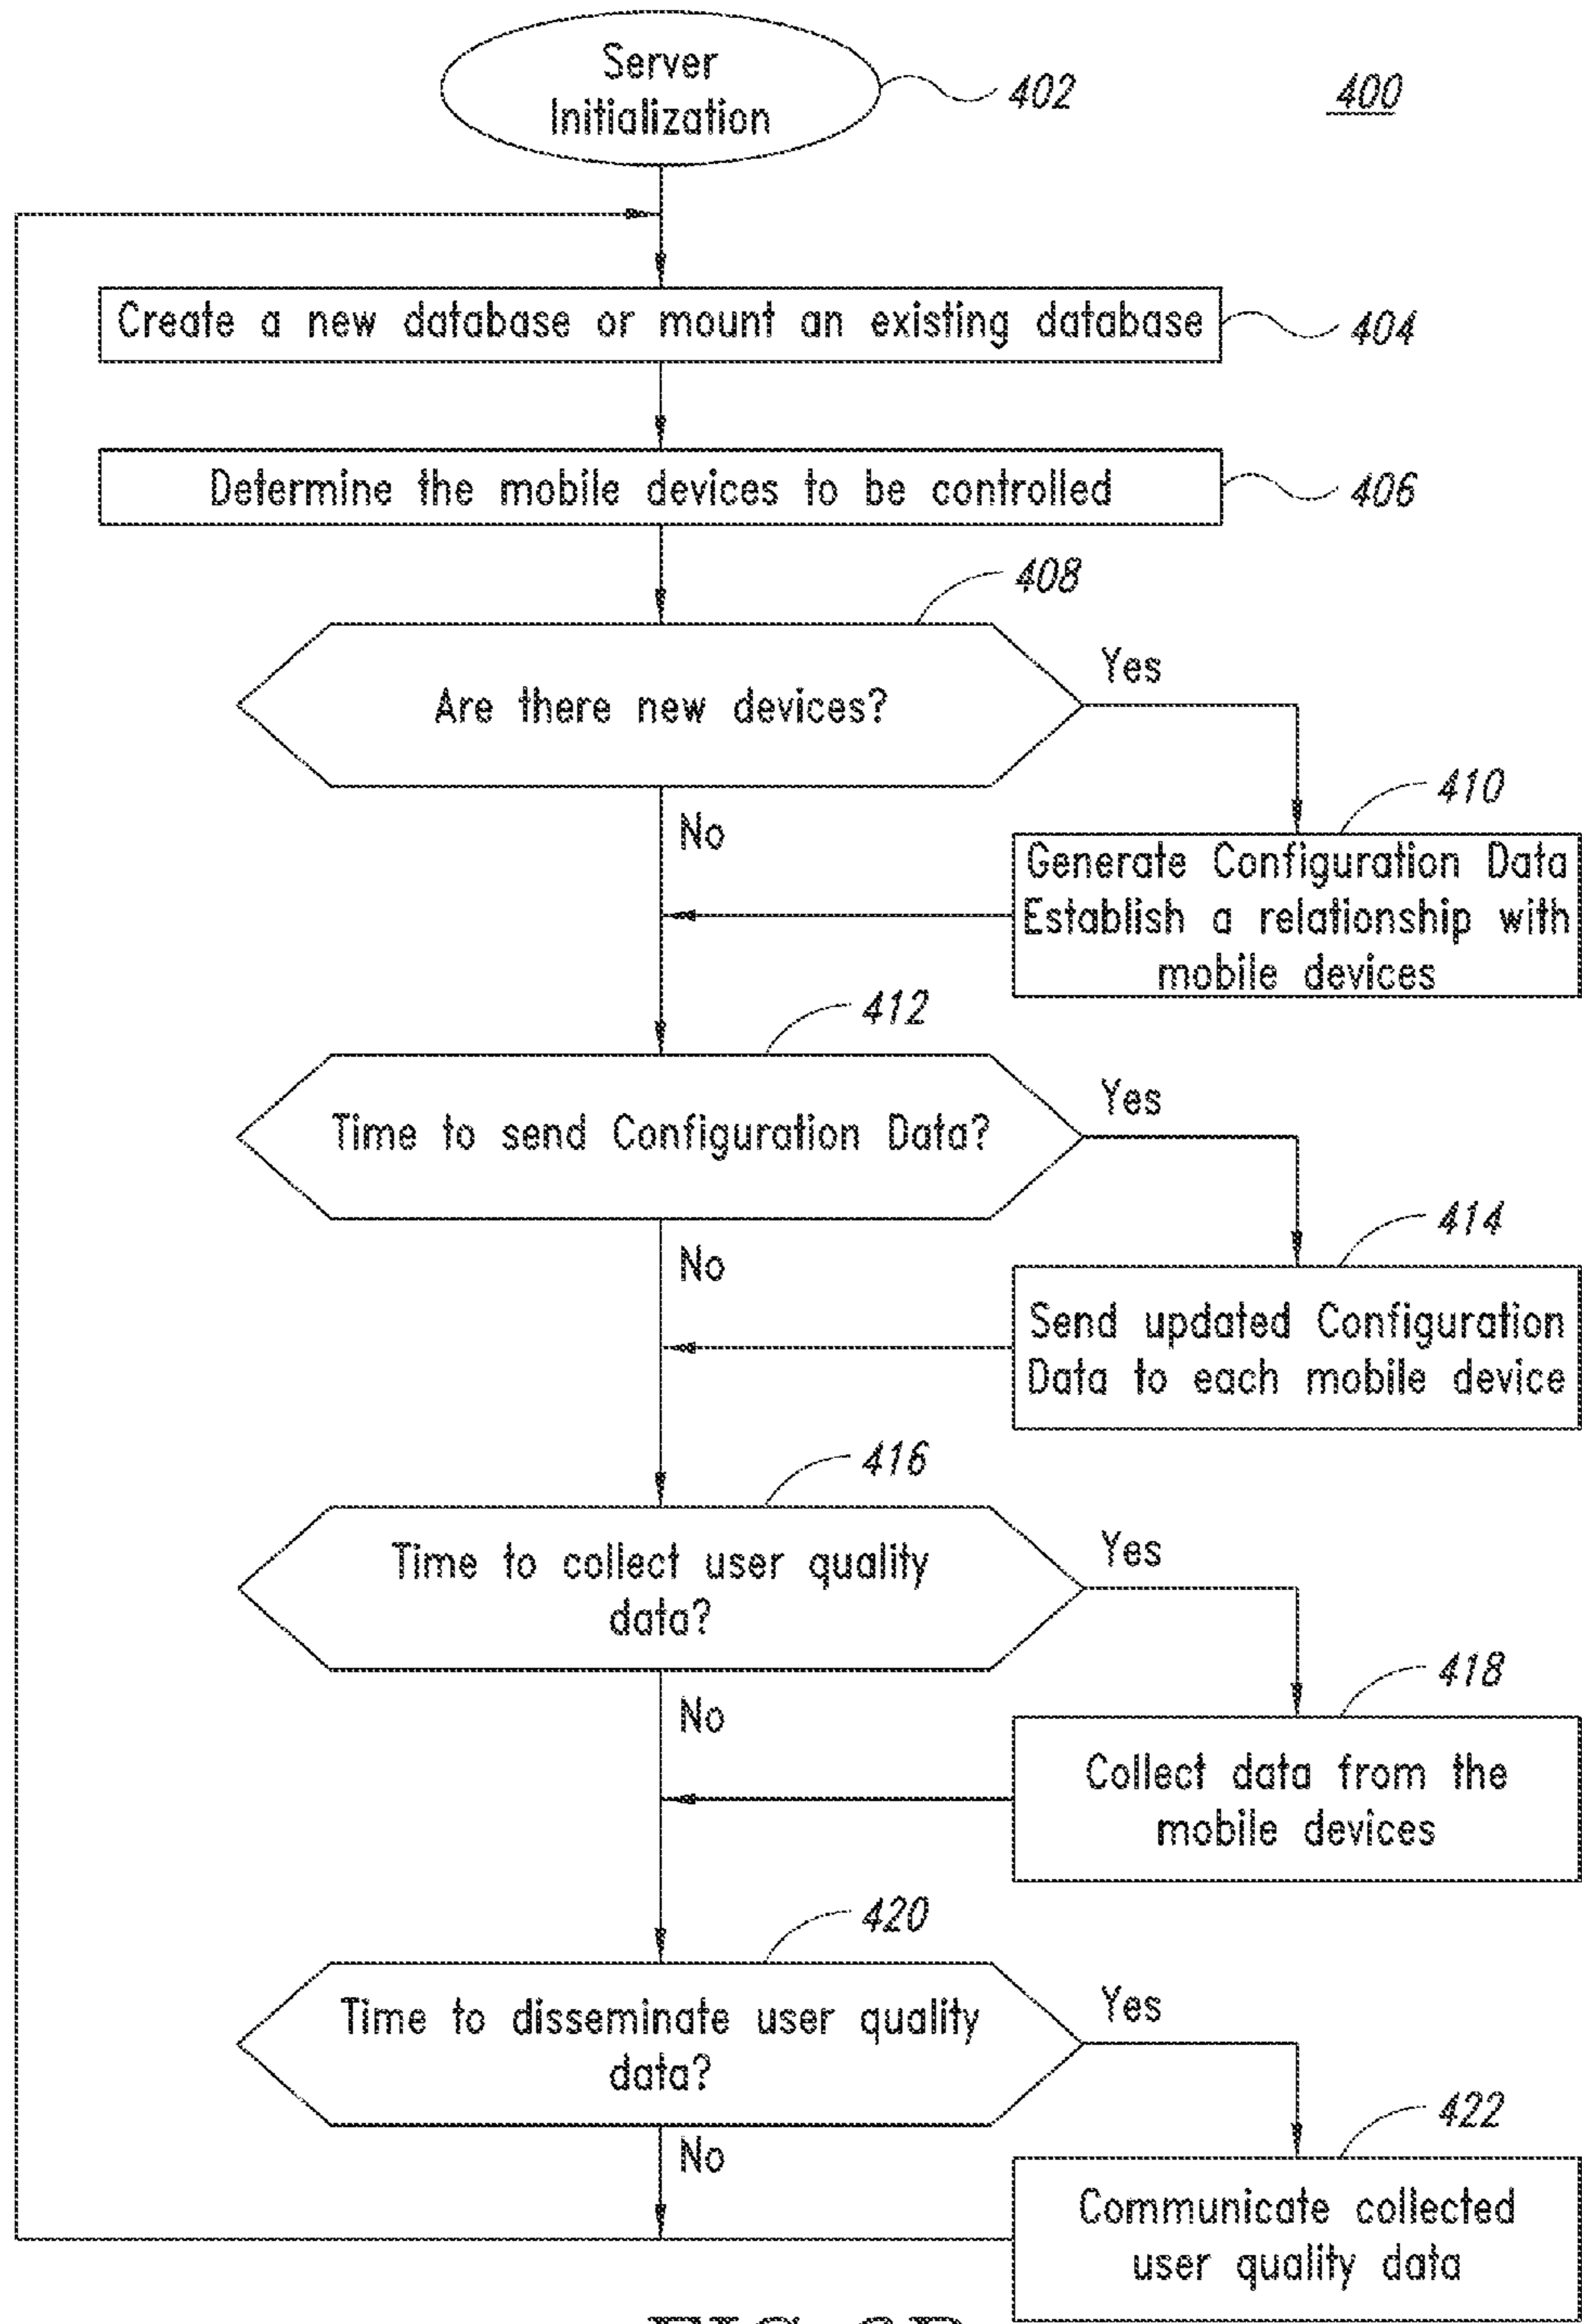 Server
Initialization
402
400
Create a new database or mount an existing database
404
Determine the mobile devices to be controlled
406
408
Are there new devices?
Yes
No
410
Generate Configuration Data
Establish a relationship with
mobile devices
412
Time to send Configuration Data?
Yes
No
414
Send updated Configuration
Data to each mobile device
416
Time to collect user quality
data?
Yes
No
418
Collect data from the
mobile devices
420
Time to disseminate user quality
data?
Yes
No
422
Communicate collected
user quality data